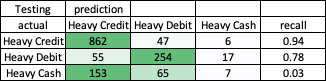 Testing prediction
actual Heavy Credit Heavy Debit Heavy Cash recall
Heavy Credit 862 47 6 0.94
Heavy Debit 55 254 17 0.78
Heavy Cash 153 65 7 0.03